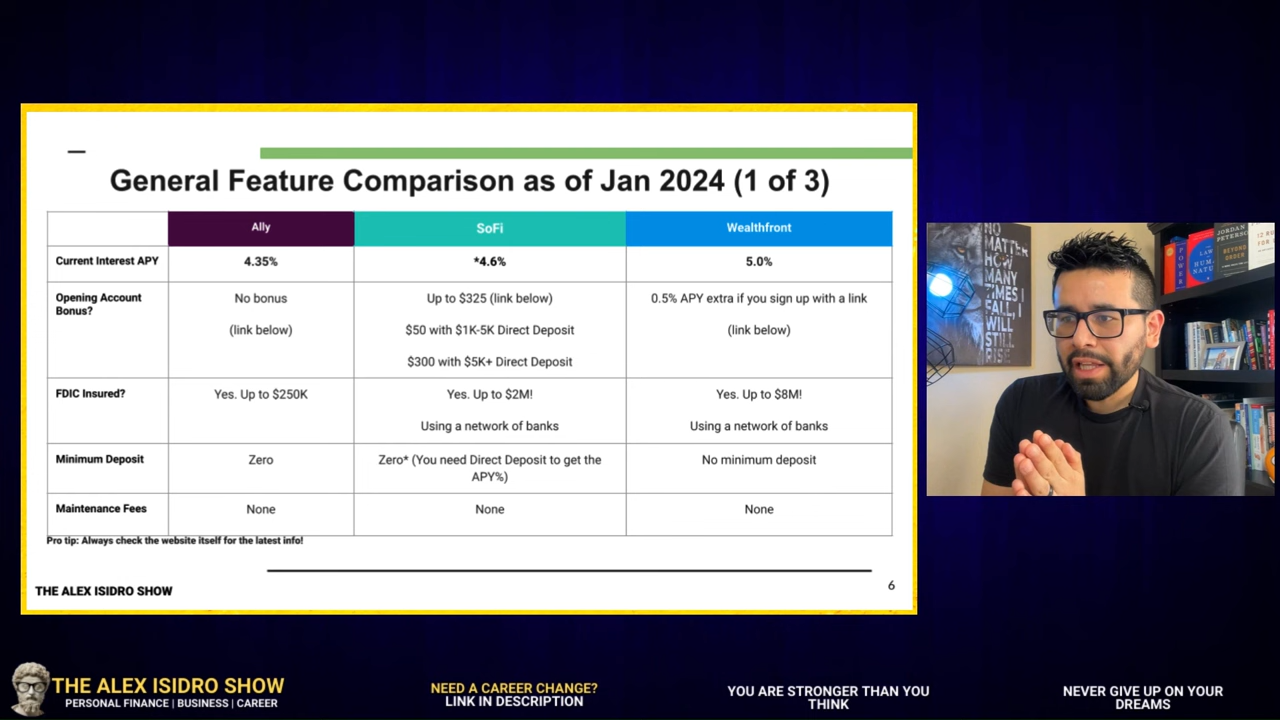 General Feature Comparison as of Jan 2024 (1 of 3)
Ally
SoFi
Wealthfront
Current Interest APY
4.35%
*4.6%
5.0%
Opening Account
Bonus?
No bonus
(link below)
Up to $325 (link below)
$50 with $1K-5K Direct Deposit
$300 with $5K+ Direct Deposit
0.5% APY extra if you sign up with a link
(link below)
FDIC Insured?
Yes. Up to $250K
Yes. Up to $2M!
Using a network of banks
Yes. Up to $8M!
Using a network of banks
Minimum Deposit
Zero
Zero* (You need Direct Deposit to get the
APY%)
No minimum deposit
Maintenance Fees
None
None
None
Pro tip: Always check the website itself for the latest info!
THE ALEX ISIDRO SHOW
6
NO
MATTER
HOW
MANY
TIMES I
FALL, I
WILL
STILL
RISE
POWER
JORDAN
BEYOND
ORDER
THE ALEX ISIDRO SHOW
PERSONAL FINANCE | BUSINESS | CAREER
NEED A CAREER CHANGE?
LINK IN DESCRIPTION
YOU ARE STRONGER THAN YOU
THINK
NEVER GIVE UP ON YOUR
DREAMS